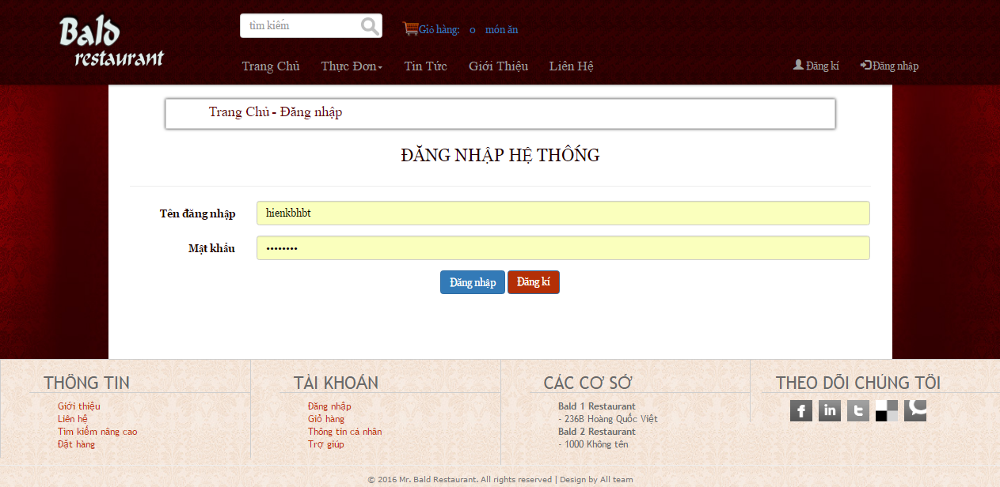 Bald
restaurant
tìm kiếm
Giỏ hàng: 0 món ăn
Trang Chủ Thực Đơn Tin Tức Giới Thiệu Liên Hệ Đăng kí Đăng nhập
Trang Chủ - Đăng nhập
ĐĂNG NHẬP HỆ THỐNG
Tên đăng nhập hienkbhbt
Mật khẩu ••••••••
Đăng nhập Đăng kí
THÔNG TIN
Giới thiệu
Liên hệ
Tìm kiếm nâng cao
Đặt hàng
TÀI KHOẢN
Đăng nhập
Giỏ hàng
Thông tin cá nhân
Trợ giúp
CÁC CƠ SỞ
Bald 1 Restaurant
- 236B Hoàng Quốc Việt
Bald 2 Restaurant
- 1000 Không tên
THEO DÕI CHÚNG TÔI
© 2016 Mr. Bald Restaurant. All rights reserved | Design by All team